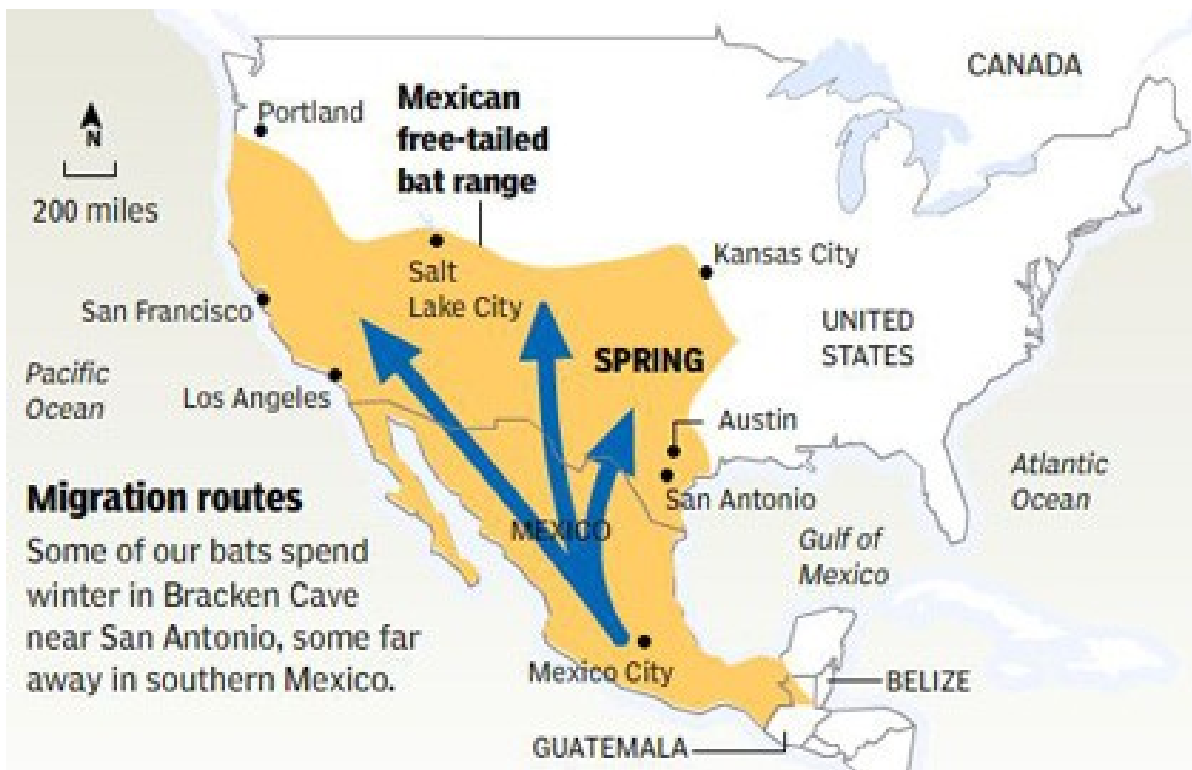 CANADA
Portland
Mexican
free-tailed
bat range
N
200 miles
Kansas City
Salt
Lake City
San Francisco
UNITED
STATES
SPRING
Pacific
Ocean
Los Angeles
Austin
Atlantic
Ocean
San Antonio
Migration routes
Some of our bats spend
winter in Bracken Cave
near San Antonio, some far
away in southern Mexico.
MEXICO
Gulf of
Mexico
Mexico City
BELIZE
GUATEMALA